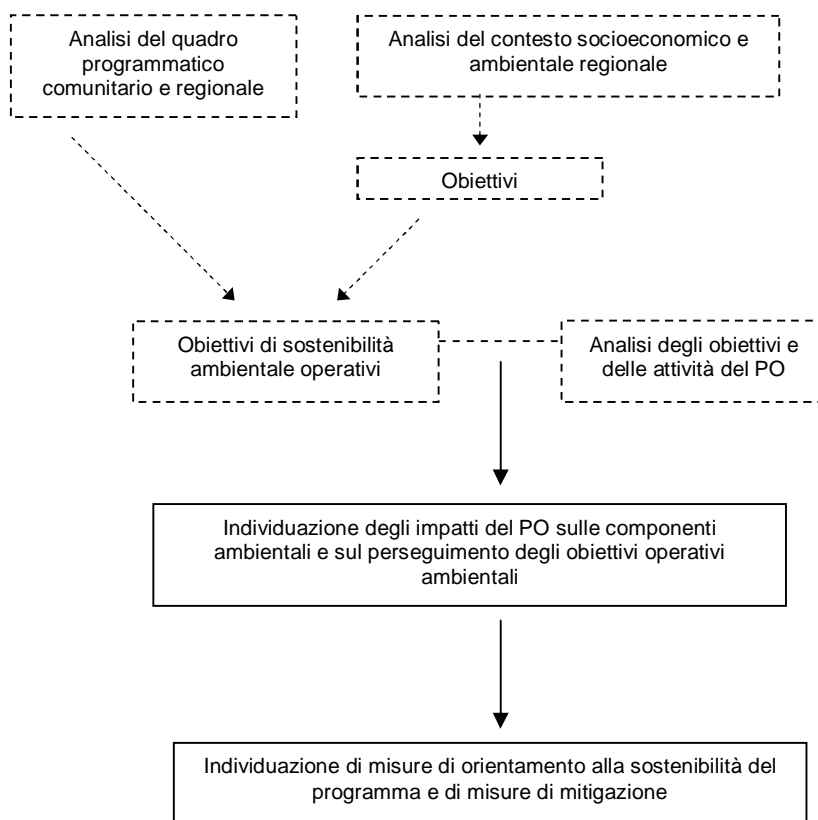 Analisi del quadro
programmatico
comunitario e regionale
Analisi del contesto socioeconomico e
ambientale regionale
Obiettivi
Obiettivi di sostenibilità
ambientale operativi
Analisi degli obiettivi e
delle attività del PO
Individuazione degli impatti del PO sulle componenti
ambientali e sul perseguimento degli obiettivi operativi
ambientali
Individuazione di misure di orientamento alla sostenibilità del
programma e di misure di mitigazione